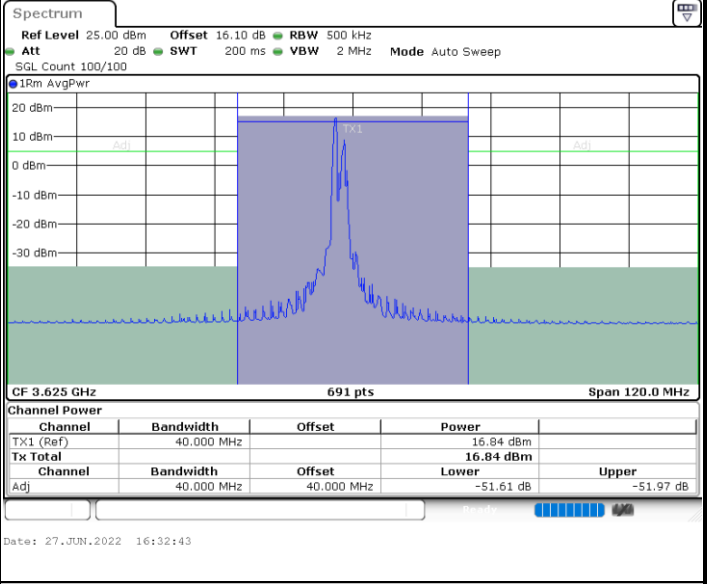 Spectrum
Ref Level 25.00 dBm Offset 16.10 dB RBW 500 kHz
Att 20 dB SWT 200 ms VBW 2 MHz Mode Auto Sweep
SGL Count 100/100
1Rm AvgPwr
20 dBm
TX1
10 dBm
Adj Adj
0 dBm
-10 dBm
-20 dBm
-30 dBm
CF 3.625 GHz 691 pts Span 120.0 MHz
Channel Power
Channel Bandwidth Offset Power
TX1 (Ref) 40.000 MHz 16.84 dBm
Tx Total 16.84 dBm
Channel Bandwidth Offset Lower Upper
Adj 40.000 MHz 40.000 MHz -51.61 dB -51.97 dB
Ready
Date: 27.JUN.2022 16:32:43